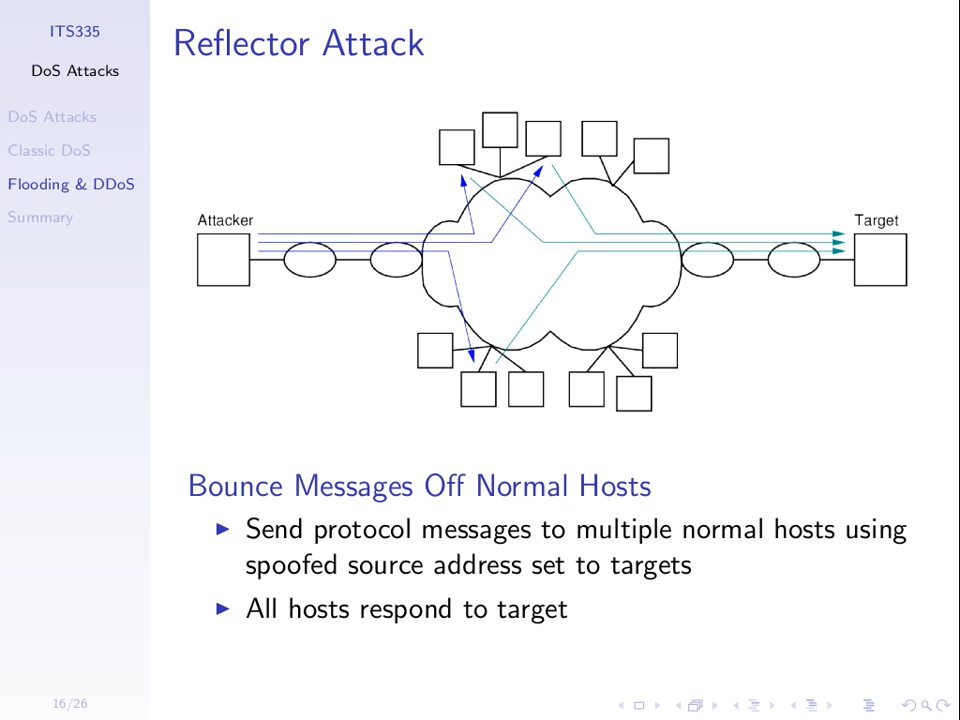 ITS335
DoS Attacks
DoS Attacks
Classic DoS
Flooding & DDoS
Summary
Reflector Attack
Attacker
Target
Bounce Messages Off Normal Hosts
Send protocol messages to multiple normal hosts using
spoofed source address set to targets
All hosts respond to target
16/26